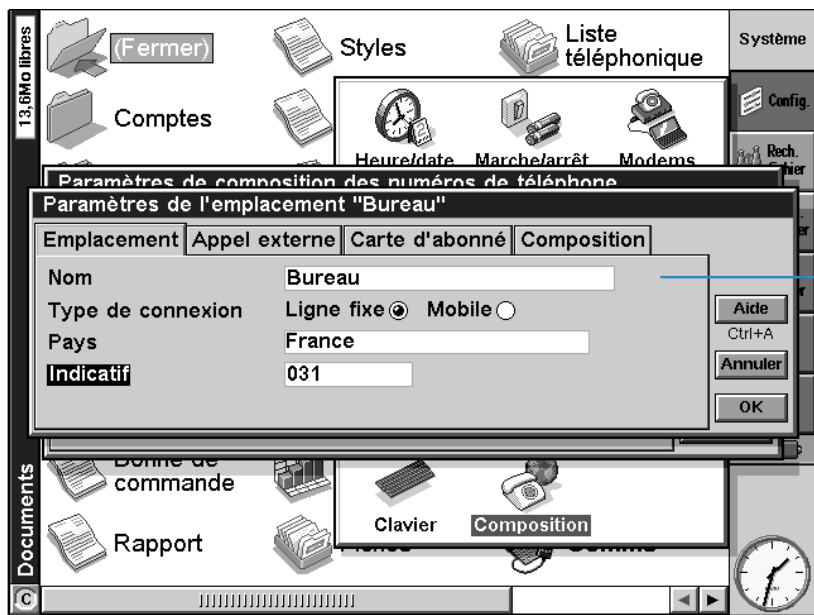 13,6Mo libres
(Fermer)
Styles
Liste
téléphonique
Système
Comptes
Config.
Heure/date
Marche/arrêt
Modems
Rech.
Paramètres de composition des numéros de téléphone
Paramètres de l'emplacement "Bureau"
Emplacement
Appel externe
Carte d'abonné
Composition
Nom
Bureau
Type de connexion
Ligne fixe
Mobile
Pays
France
Indicatif
031
Aide
Ctrl+A
Annuler
OK
Documents
commande
Clavier
Composition
Rapport
C